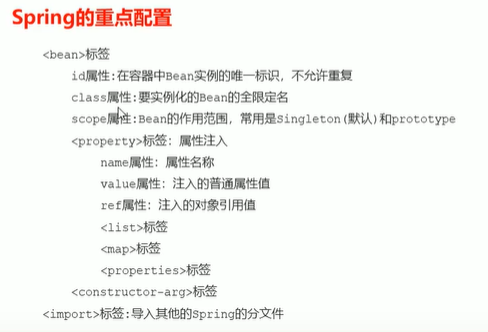 Spring的重点配置
<bean>标签
id属性:在容器中Bean实例的唯一标识，不允许重复
class属性:要实例化的Bean的全限定名
scope属性:Bean的作用范围，常用是Singleton(默认)和prototype
<property>标签：属性注入
name属性：属性名称
value属性：注入的普通属性值
ref属性：注入的对象引用值
<list>标签
<map>标签
<properties>标签
<constructor-arg>标签
<import>标签:导入其他的Spring的分文件